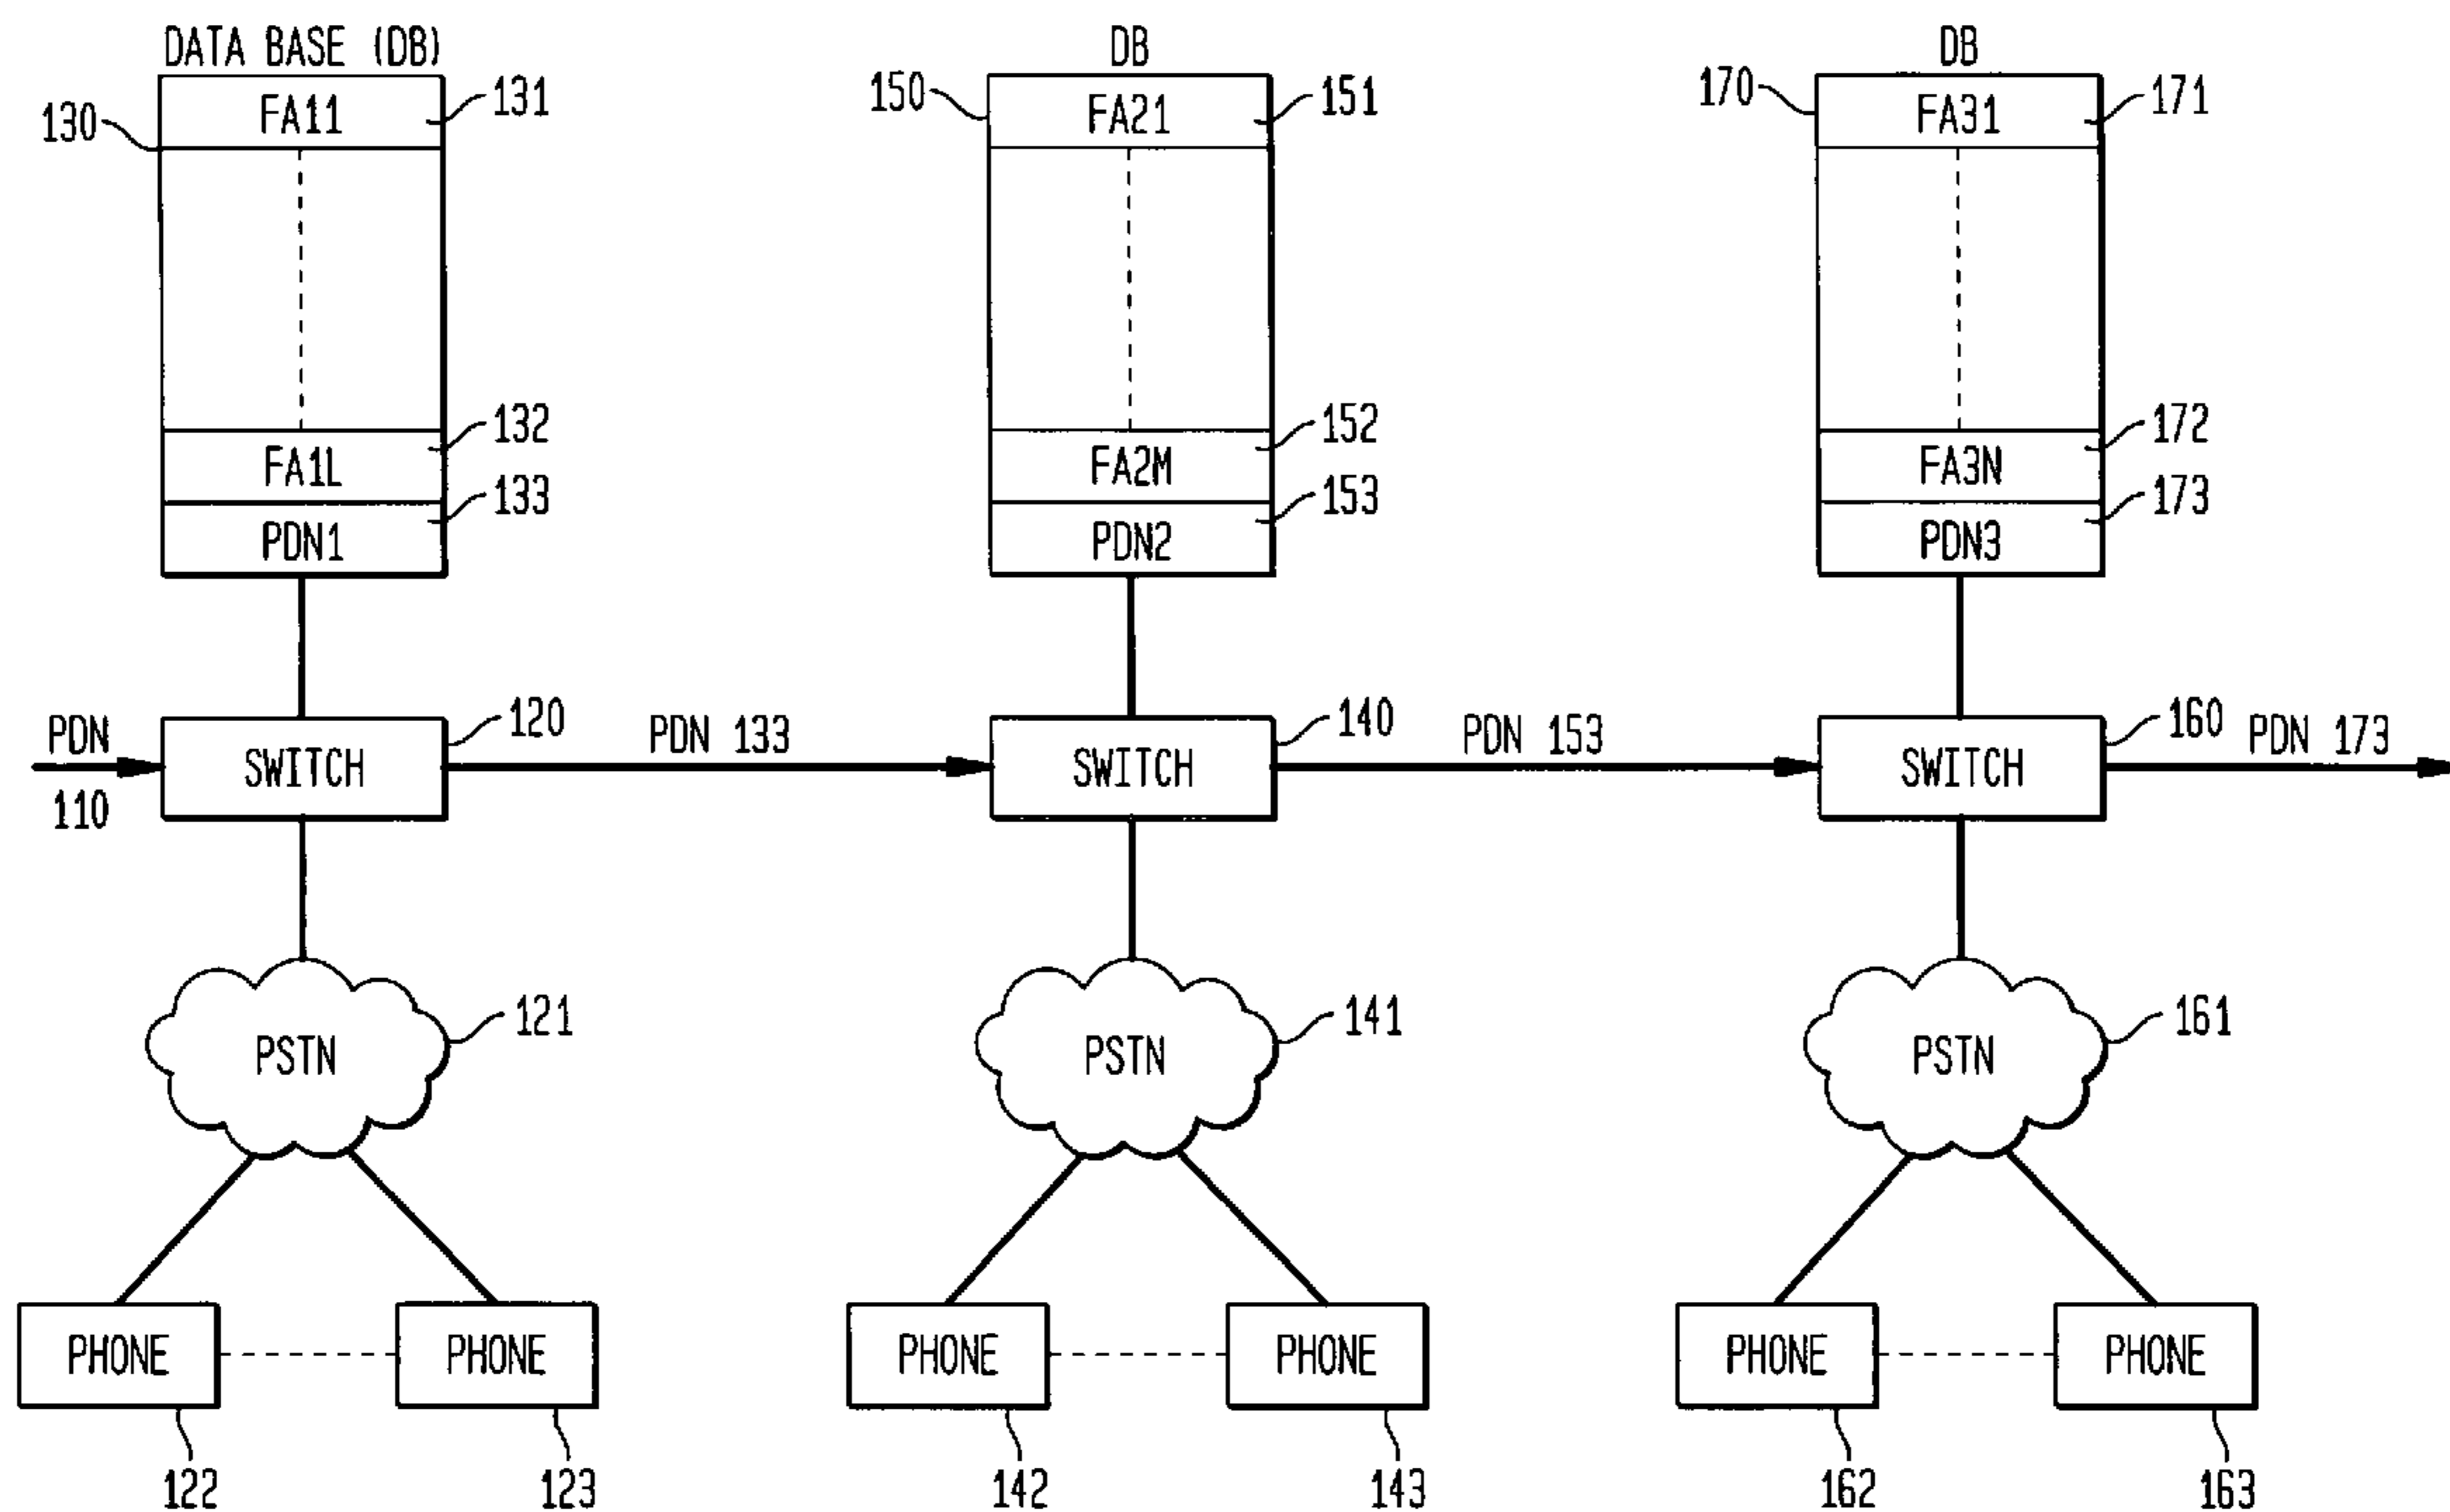 DATA BASE (DB)
DB
DB
130
FA11
131
150
FA21
151
170
FA31
171
FA1L
132
FA2M
152
FA3N
172
PDN1
133
PDN2
153
PDN3
173
PDN
110
SWITCH
120
PDN 133
SWITCH
140
PDN 153
SWITCH
160
PDN 173
PSTN
121
PSTN
141
PSTN
161
PHONE
PHONE
PHONE
PHONE
PHONE
PHONE
122
123
142
143
162
163